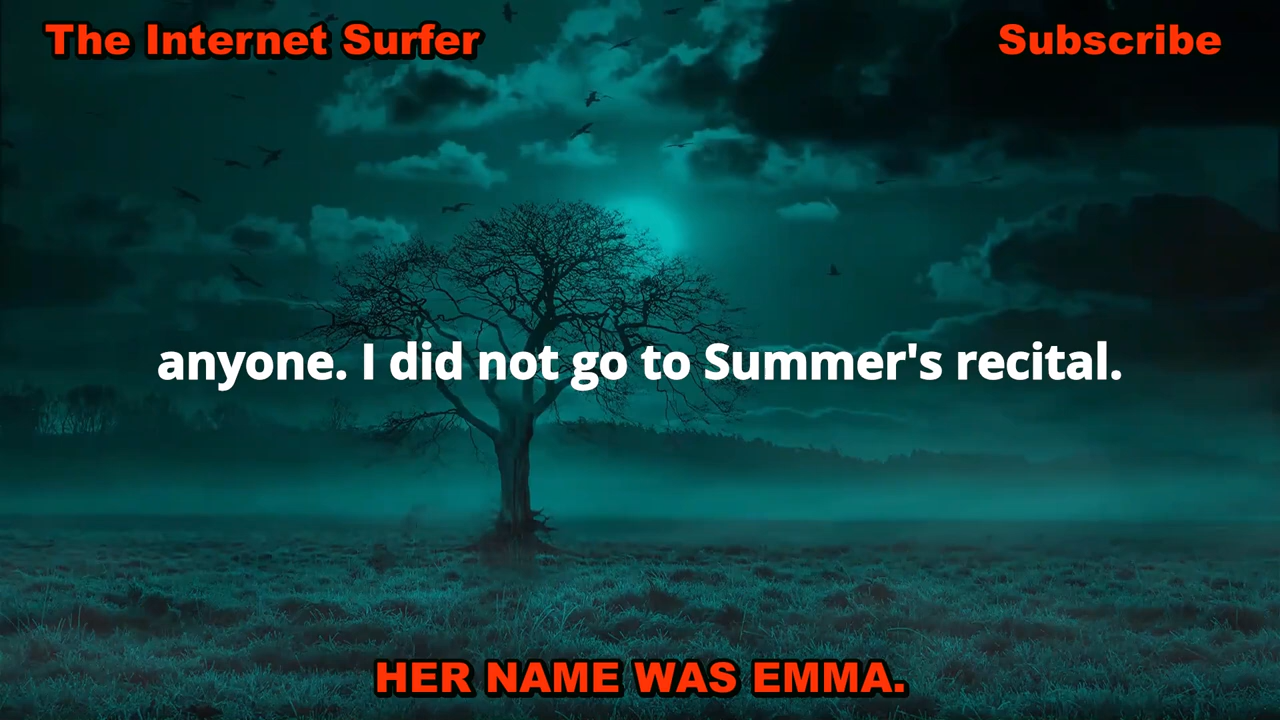 The Internet Surfer
Subscribe
anyone. I did not go to Summer's recital.
HER NAME WAS EMMA.